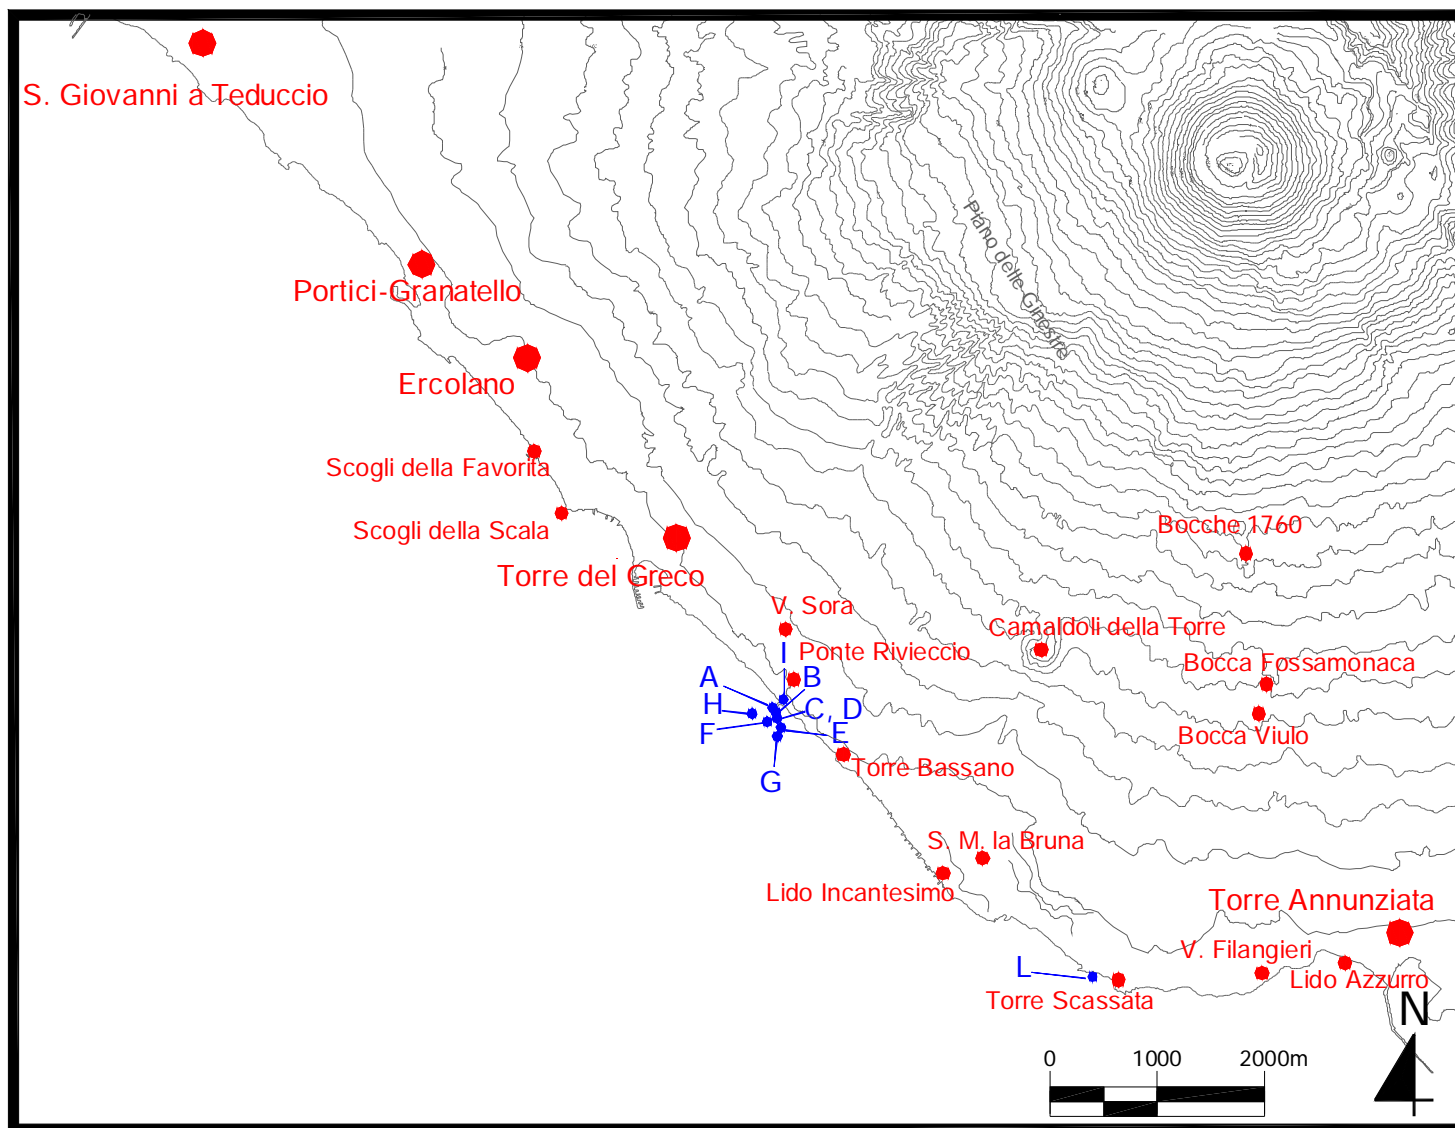 S. Giovanni a Teduccio
Piano delle Ginestre
Portici-Granatello
Ercolano
Scogli della Favorita
Scogli della Scala
Bocche 1760
Torre del Greco
V. Sora
Camaldoli della Torre
I
Ponte Rivieccio
Bocca Fossamonaca
A
B
H
C, D
F
E
Bocca Viulo
Torre Bassano
G
S. M. la Bruna
Lido Incantesimo
Torre Annunziata
V. Filangieri
L
Lido Azzurro
Torre Scassata
N
0 1000 2000m